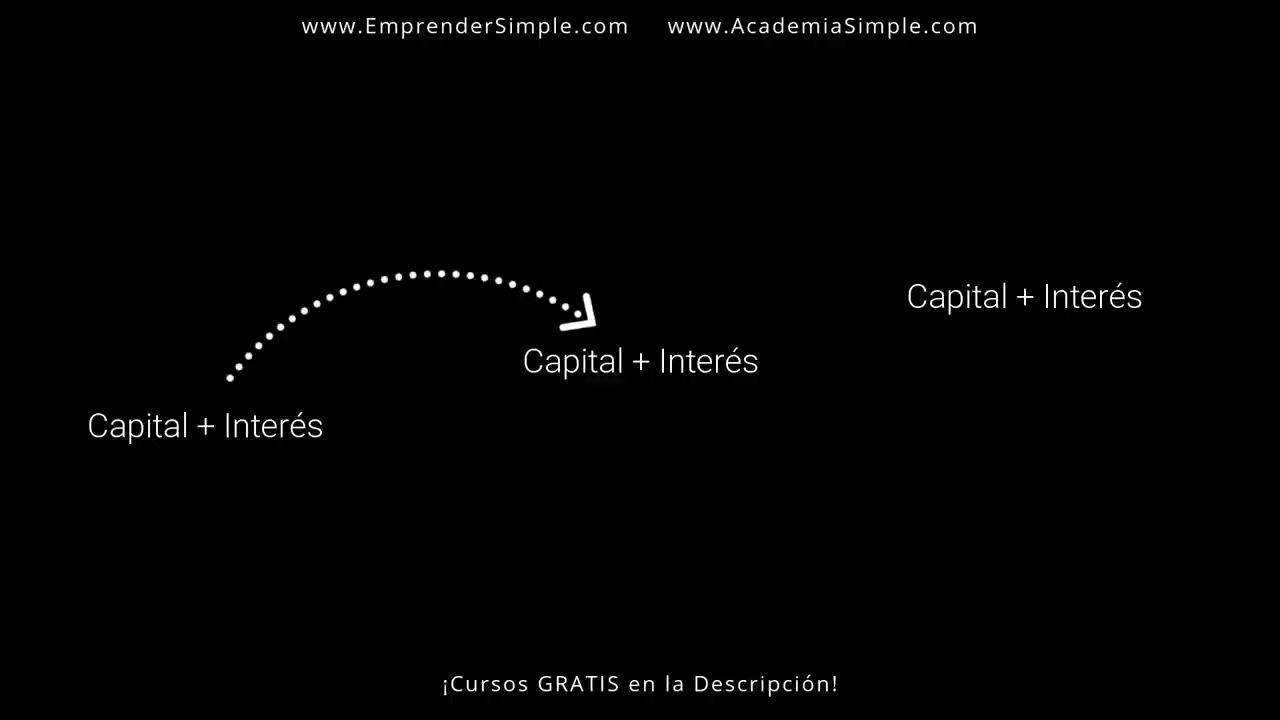 www.EmprenderSimple.com www.AcademiaSimple.com
Capital + Interés
Capital + Interés
Capital + Interés
¡Cursos GRATIS en la Descripción!